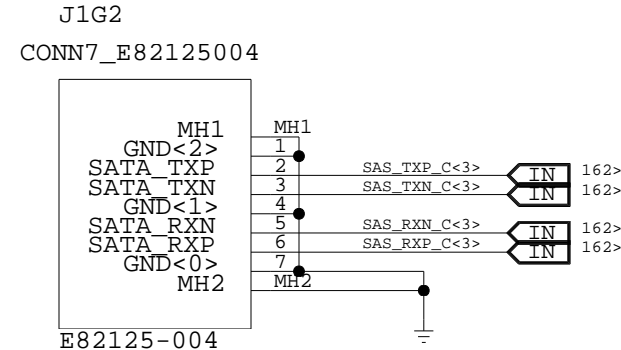 J1G2
CONN7_E82125004
MH1 MH1
GND<2> 1
SATA_TXP 2 SAS_TXP_C<3> IN 162>
SATA_TXN 3 SAS_TXN_C<3> IN 162>
GND<1> 4
SATA_RXN 5 SAS_RXN_C<3> IN 162>
SATA_RXP 6 SAS_RXP_C<3> IN 162>
GND<0> 7
MH2 MH2
E82125-004